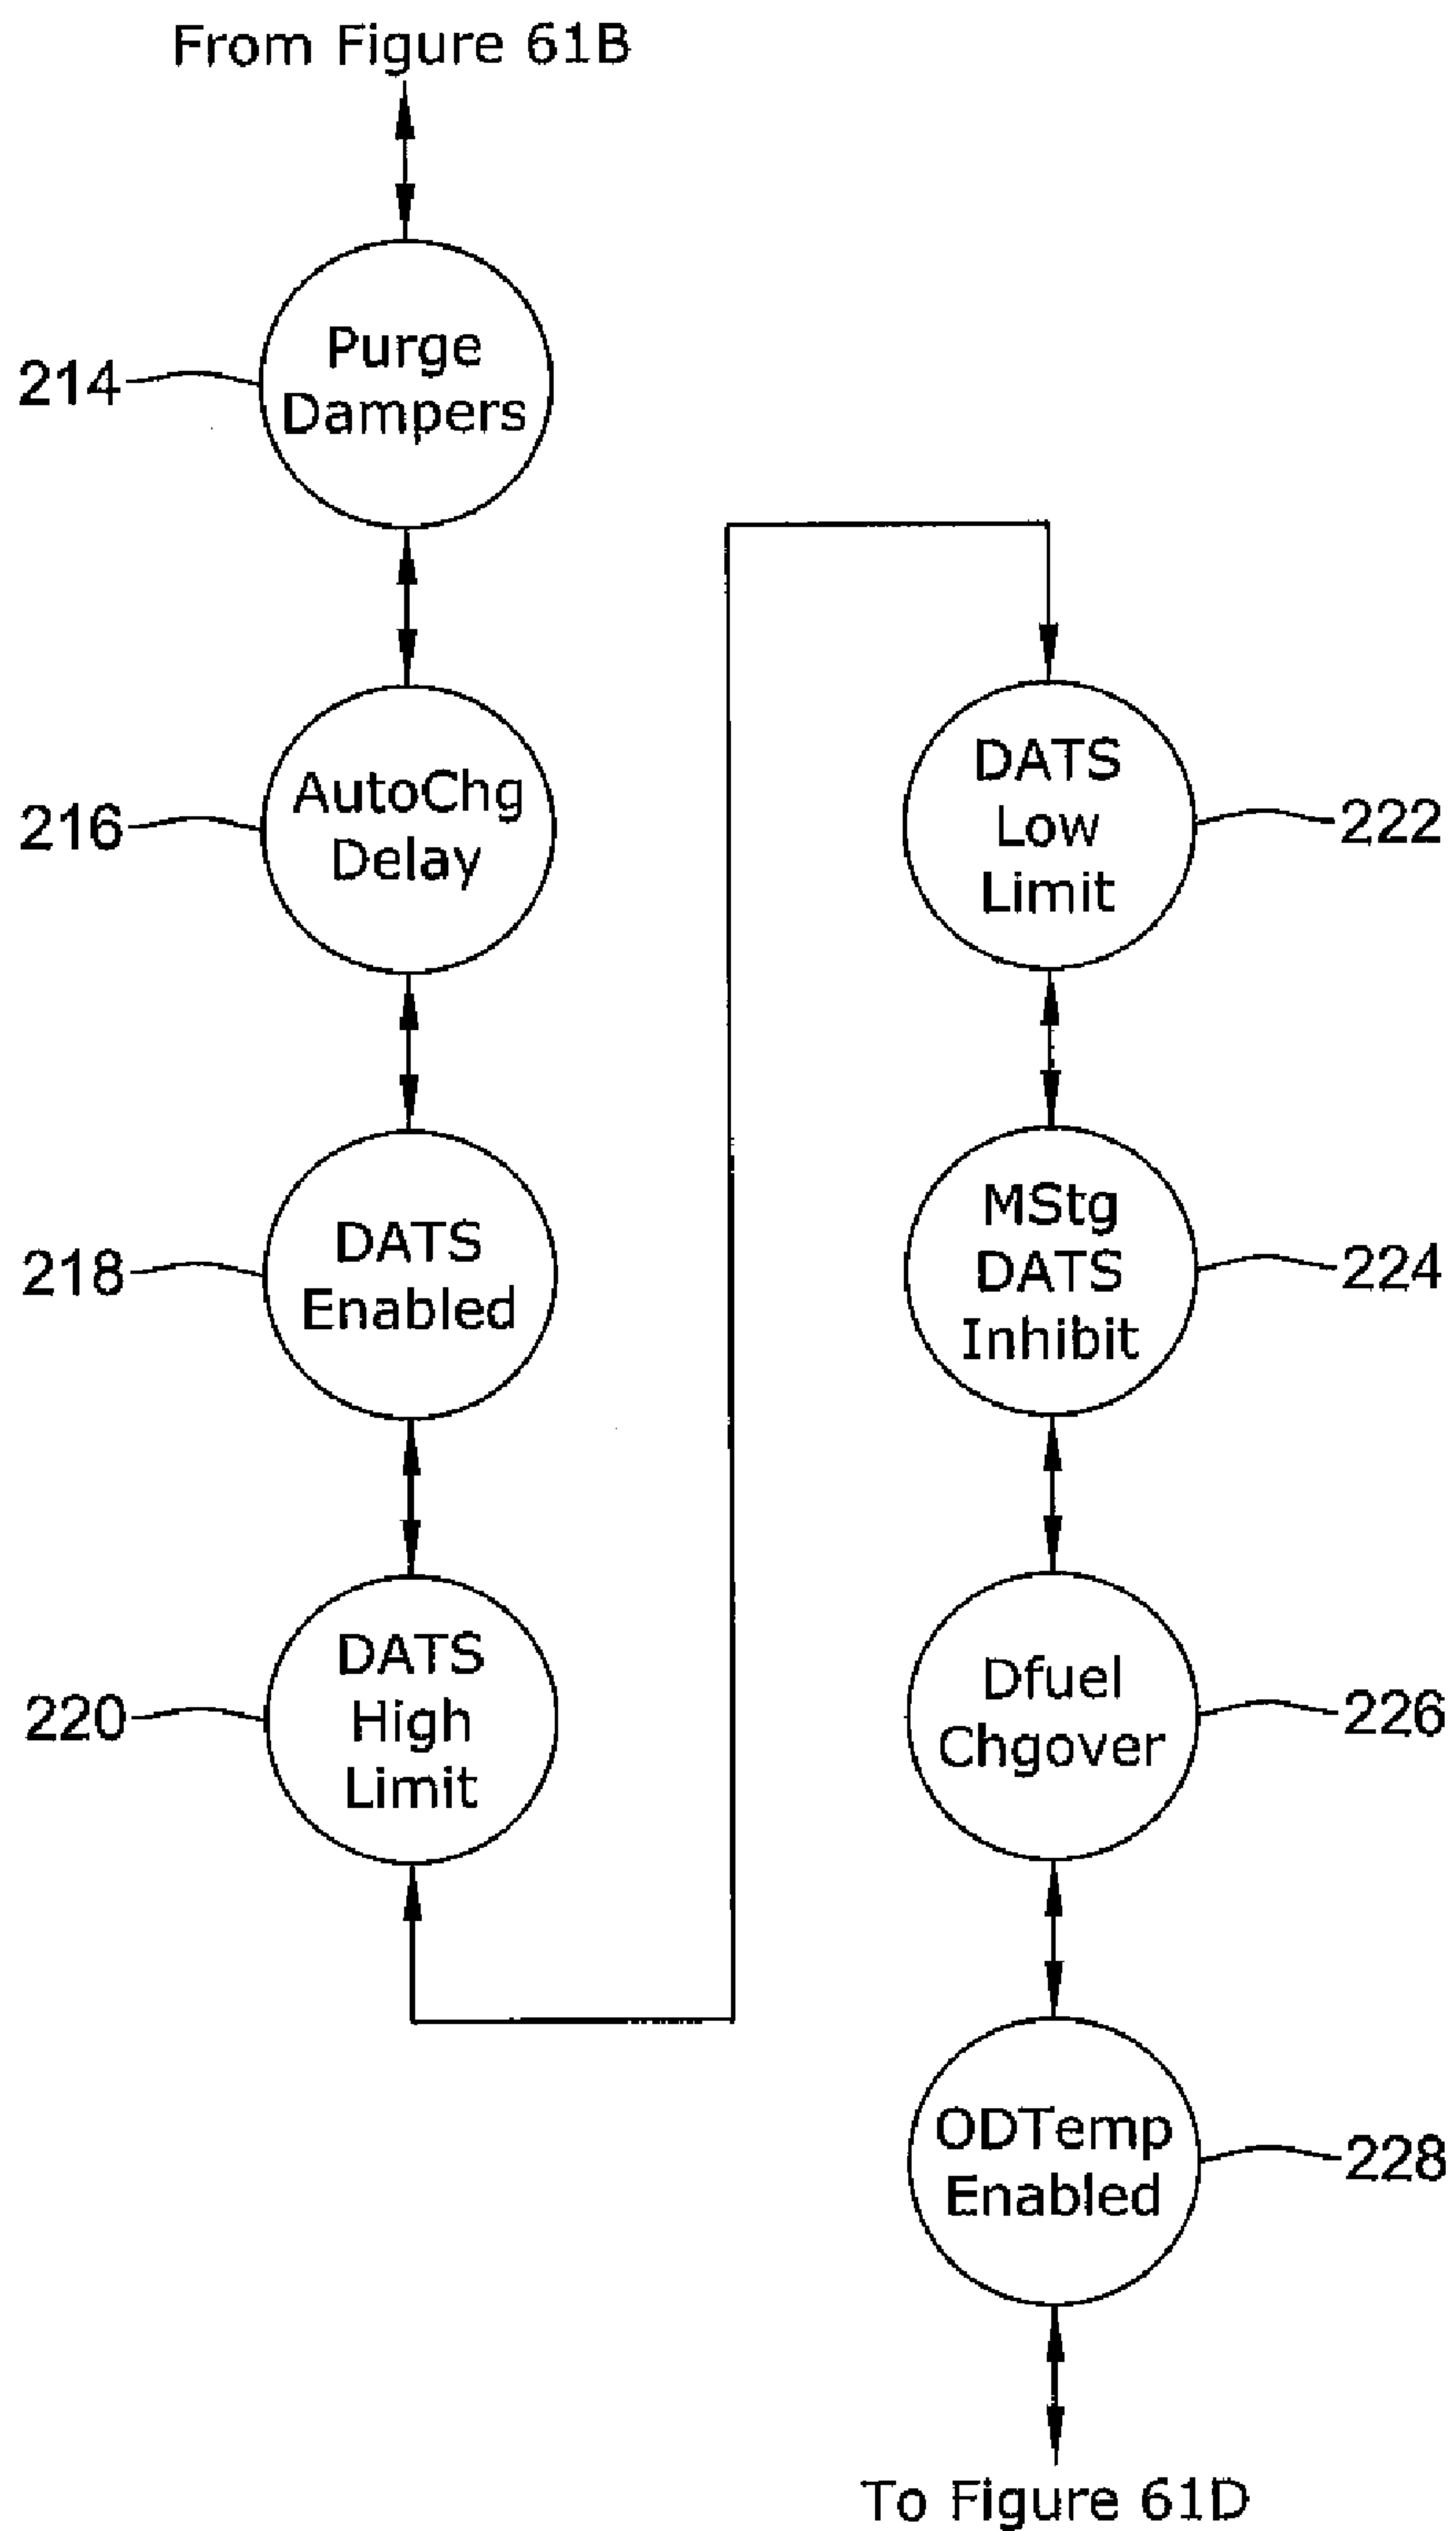 From Figure 61B
214
Purge
Dampers
216
AutoChg
Delay
218
DATS
Enabled
220
DATS
High
Limit
DATS
Low
Limit
222
MStg
DATS
Inhibit
224
Dfuel
Chgover
226
ODTemp
Enabled
228
To Figure 61D